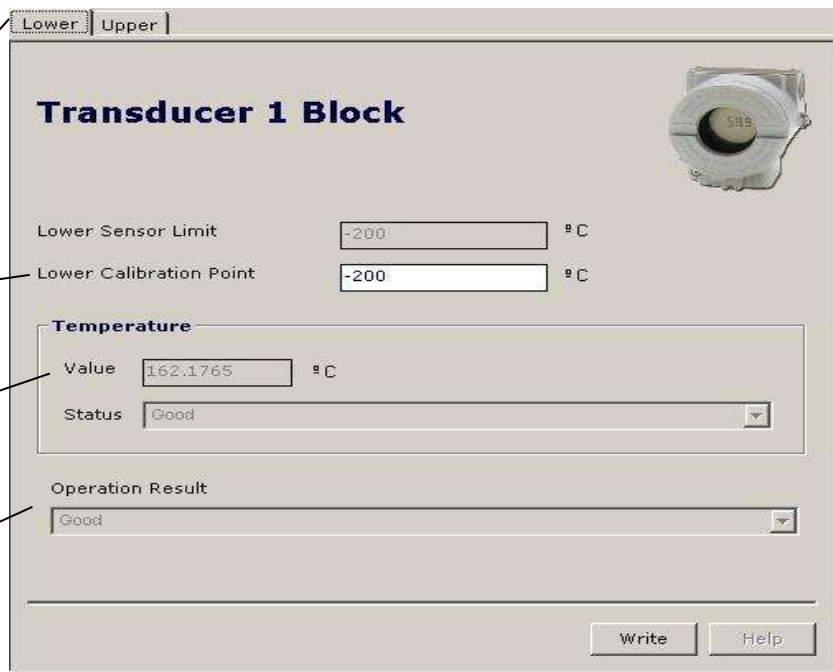 Lower Upper
Transducer 1 Block
599
Lower Sensor Limit -200 ºC
Lower Calibration Point -200 ºC
Temperature
Value 162.1765 ºC
Status Good
Operation Result
Good
Write Help